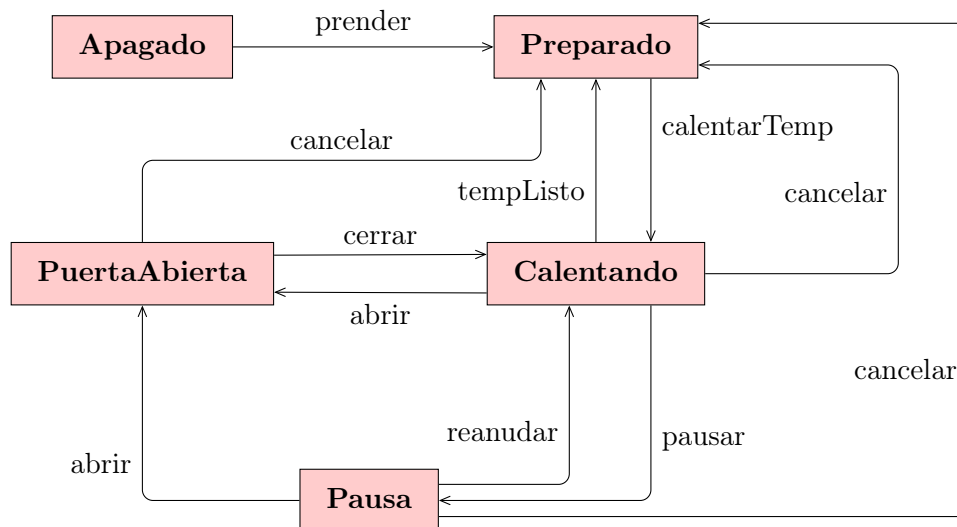 Apagado
prender
Preparado
calentarTemp
cancelar
tempListo
cancelar
PuertaAbierta
cerrar
Calentando
abrir
cancelar
reanudar
pausar
abrir
Pausa